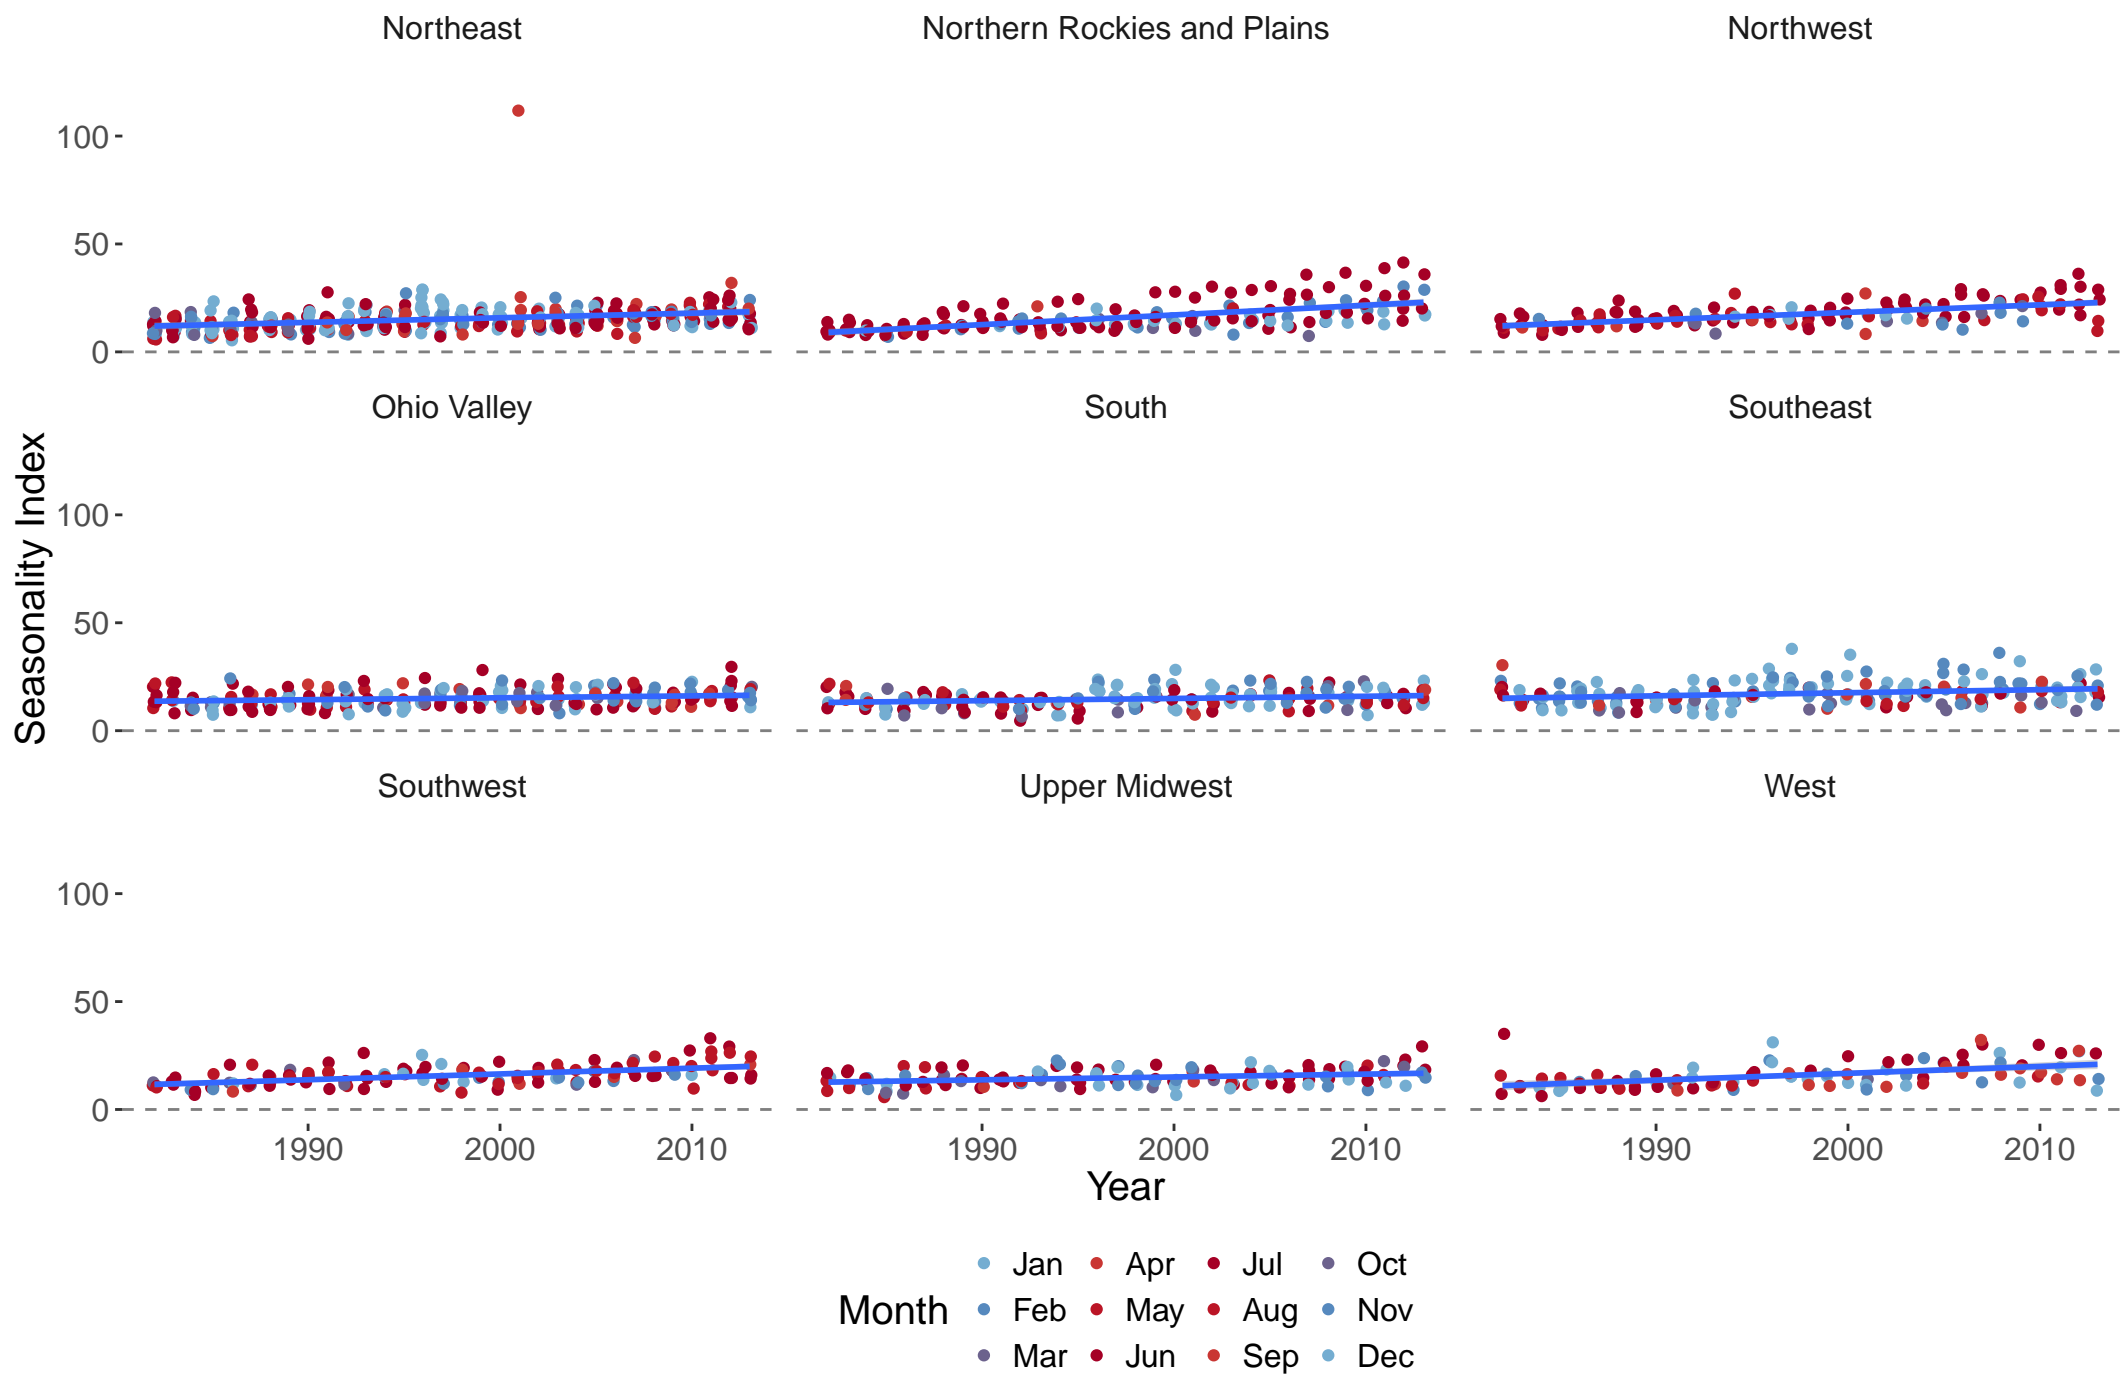 Northeast Northern Rockies and Plains Northwest
100
50
0
Ohio Valley South Southeast
100
50
0
Southwest Upper Midwest West
100
50
0
1990 2000 2010 1990 2000 2010 1990 2000 2010
Seasonality Index
Year
Month
Jan Apr Jul Oct
Feb May Aug Nov
Mar Jun Sep Dec